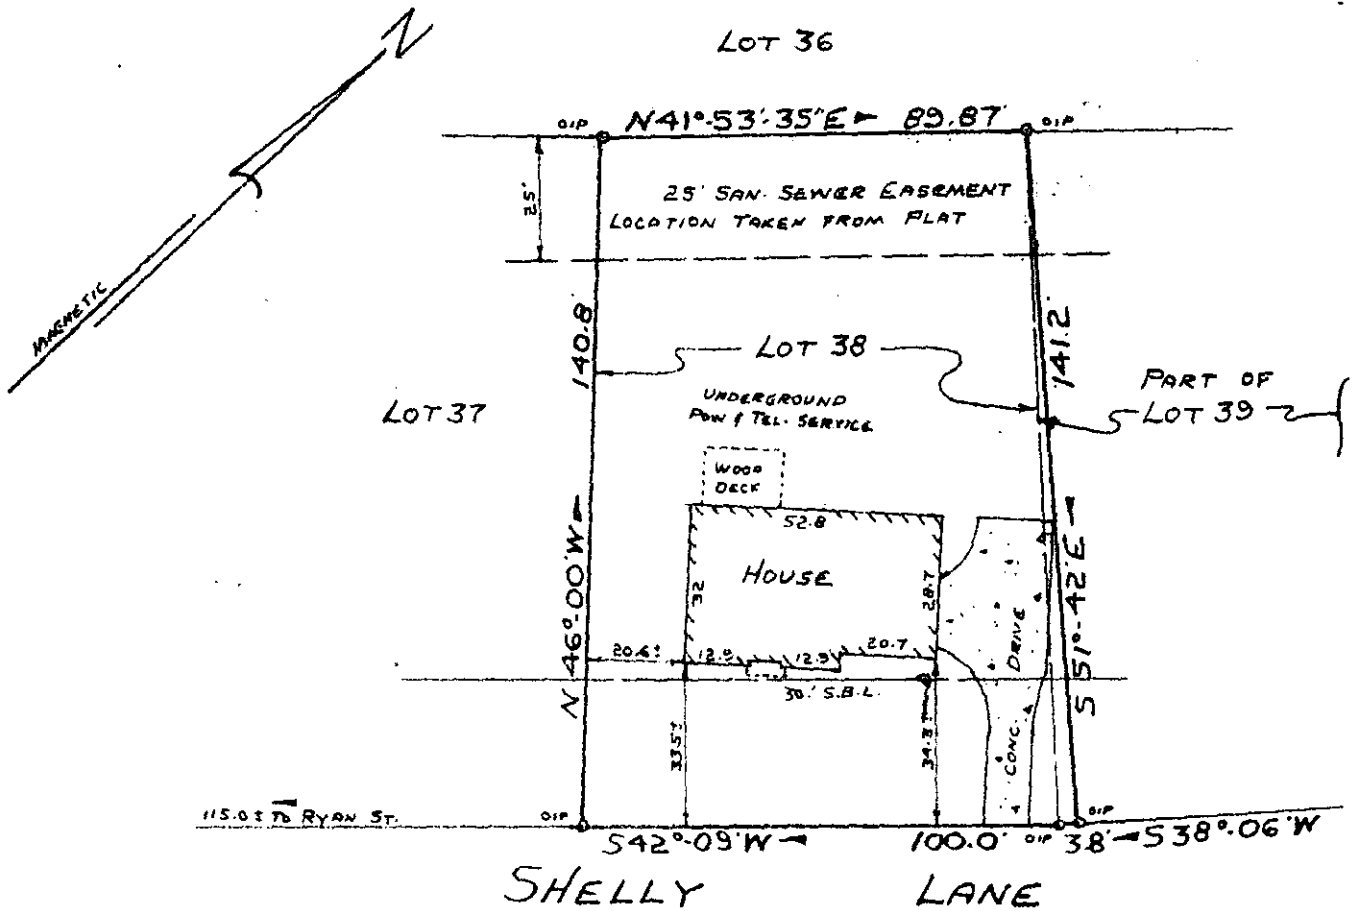 N
MAGNETIC
LOT 36
OIP N41°-53'-35"E 89.87' OIP
25'
25' SAN. SEWER EASEMENT
LOCATION TAKEN FROM PLAT
140.8'
LOT 38
141.2'
LOT 37
UNDERGROUND
POW & TEL. SERVICE
PART OF
LOT 39
WOOD
DECK
52.8
HOUSE
32
28.7
N 46°-00'W
S 51°-42'E
CONC. DRIVE
20.6±
12.9
12.9
20.7
30' S.B.L.
33.5±
34.3±
115.0± TO RYAN ST.
OIP
S42°-09'W
100.0'
OIP
3.8'
OIP
S38°-06'W
SHELLY LANE